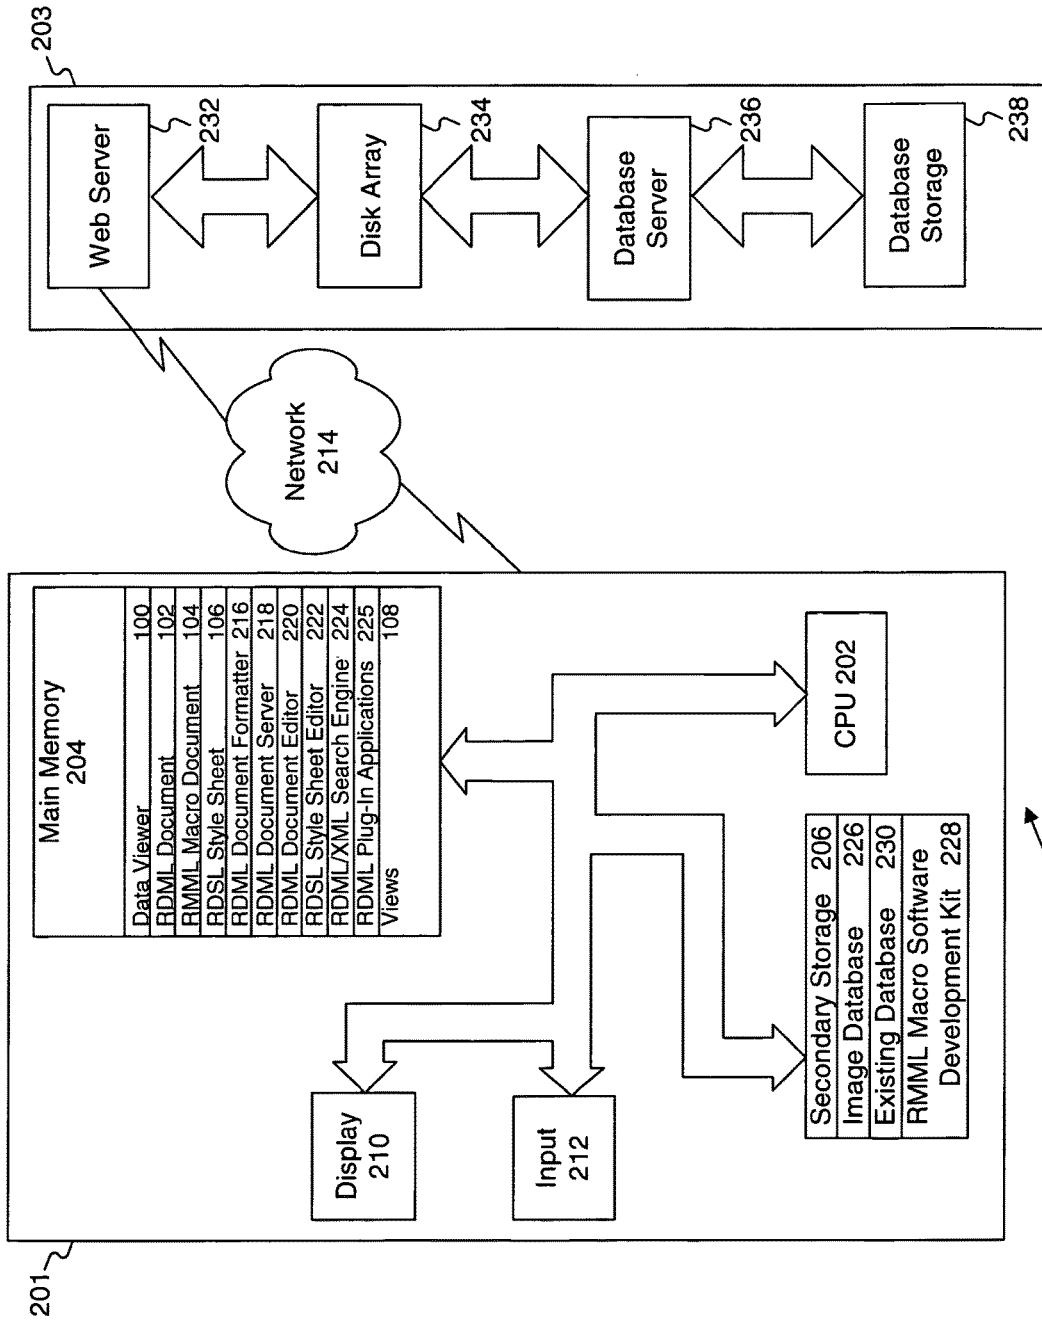 201
Main Memory
204
Data Viewer 100
RDML Document 102
RMML Macro Document 104
RDSL Style Sheet 106
RDML Document Formatter 216
RDML Document Server 218
RDML Document Editor 220
RDSL Style Sheet Editor 222
RDML/XML Search Engine 224
RDML Plug-In Applications 225
Views 108
Display
210
Input
212
Secondary Storage 206
Image Database 226
Existing Database 230
RMML Macro Software
Development Kit 228
CPU 202
Network
214
203
Web Server
232
Disk Array
234
Database
Server
236
Database
Storage
238